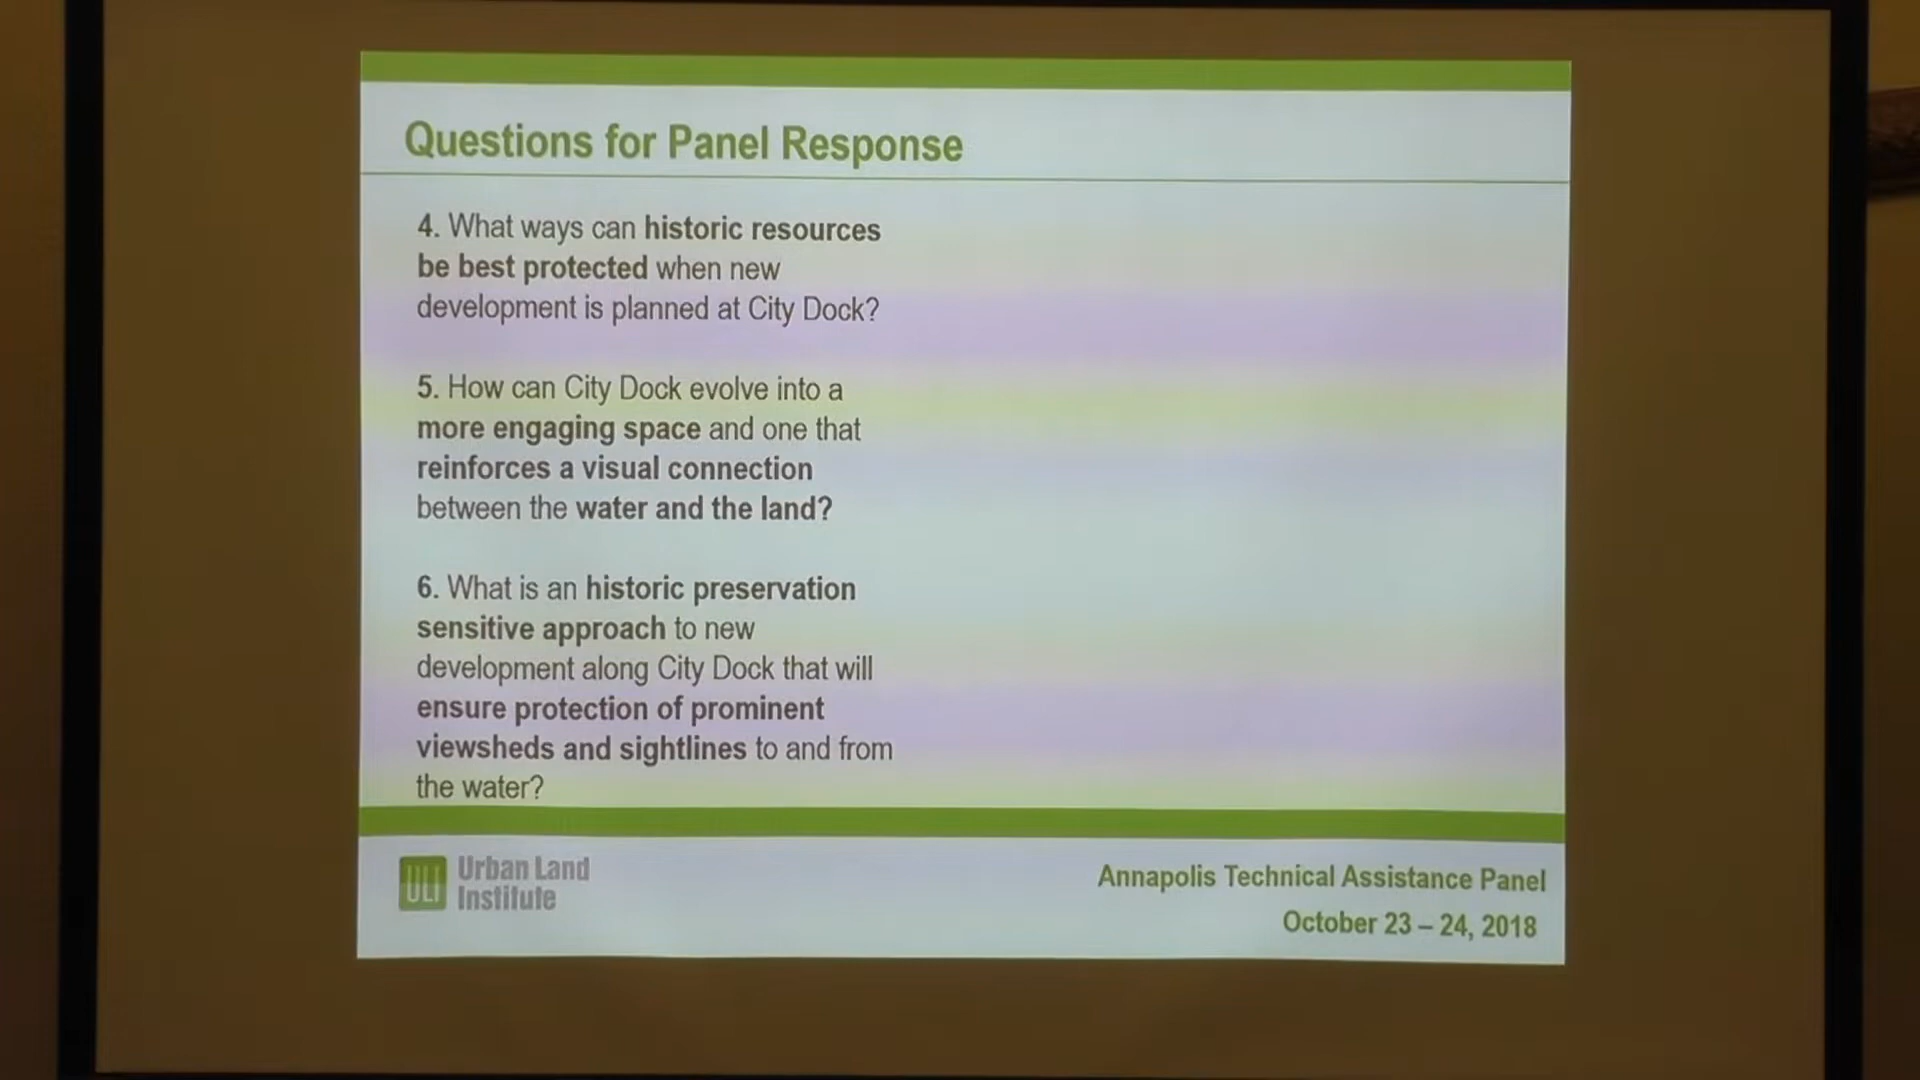 Questions for Panel Response
4. What ways can historic resources
be best protected when new
development is planned at City Dock?
5. How can City Dock evolve into a
more engaging space and one that
reinforces a visual connection
between the water and the land?
6. What is an historic preservation
sensitive approach to new
development along City Dock that will
ensure protection of prominent
viewsheds and sightlines to and from
the water?
ULI Urban Land
Institute
Annapolis Technical Assistance Panel
October 23 – 24, 2018